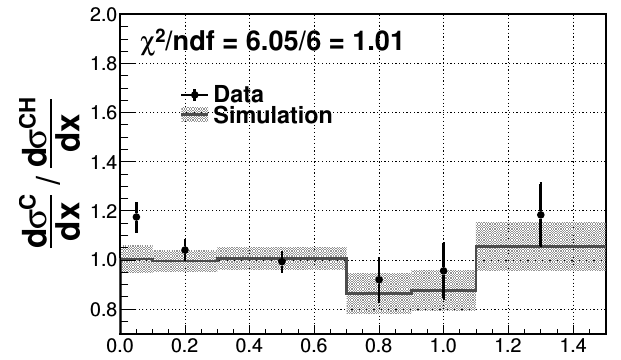 2.0
1.8
1.6
1.4
1.2
1.0
0.8
χ²/ndf = 6.05/6 = 1.01
Data
Simulation
dσ^C/dx / dσ^CH/dx
0.0 0.2 0.4 0.6 0.8 1.0 1.2 1.4